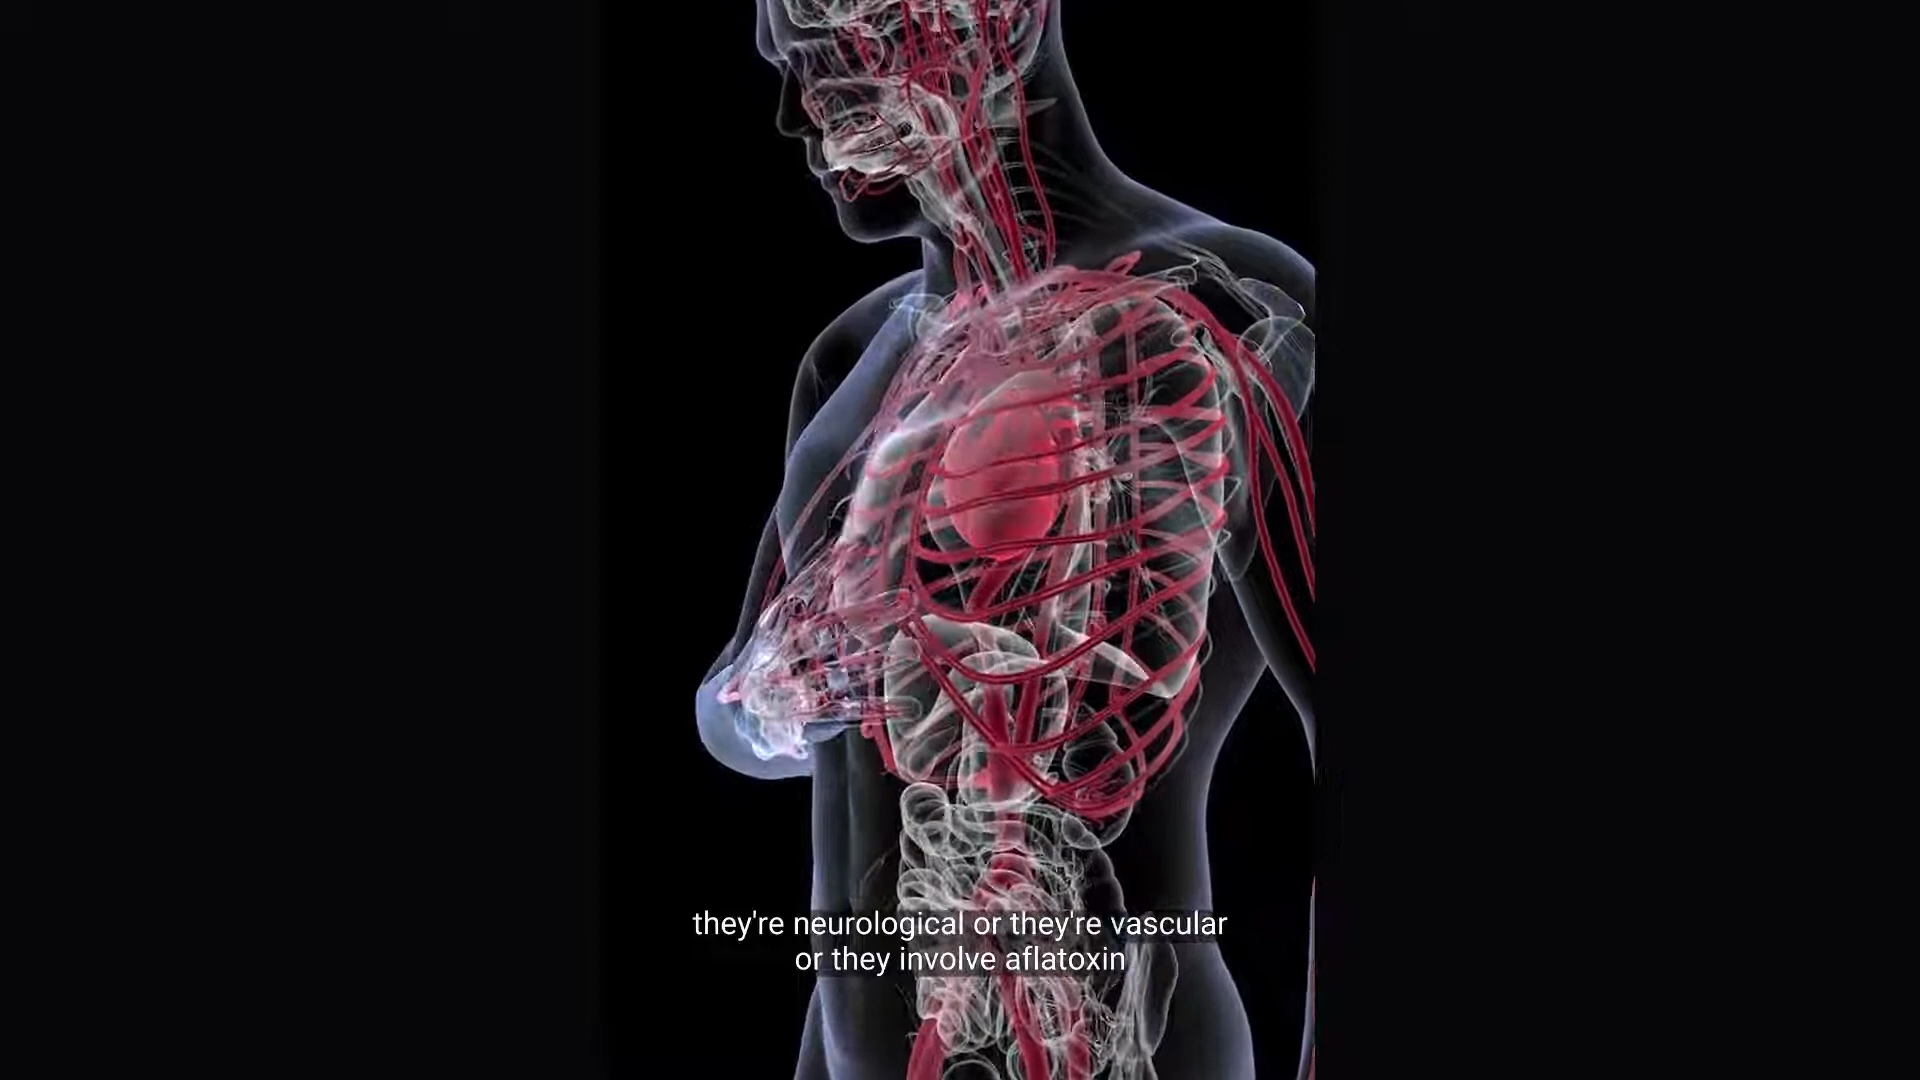 they're neurological or they're vascular
or they involve aflatoxin